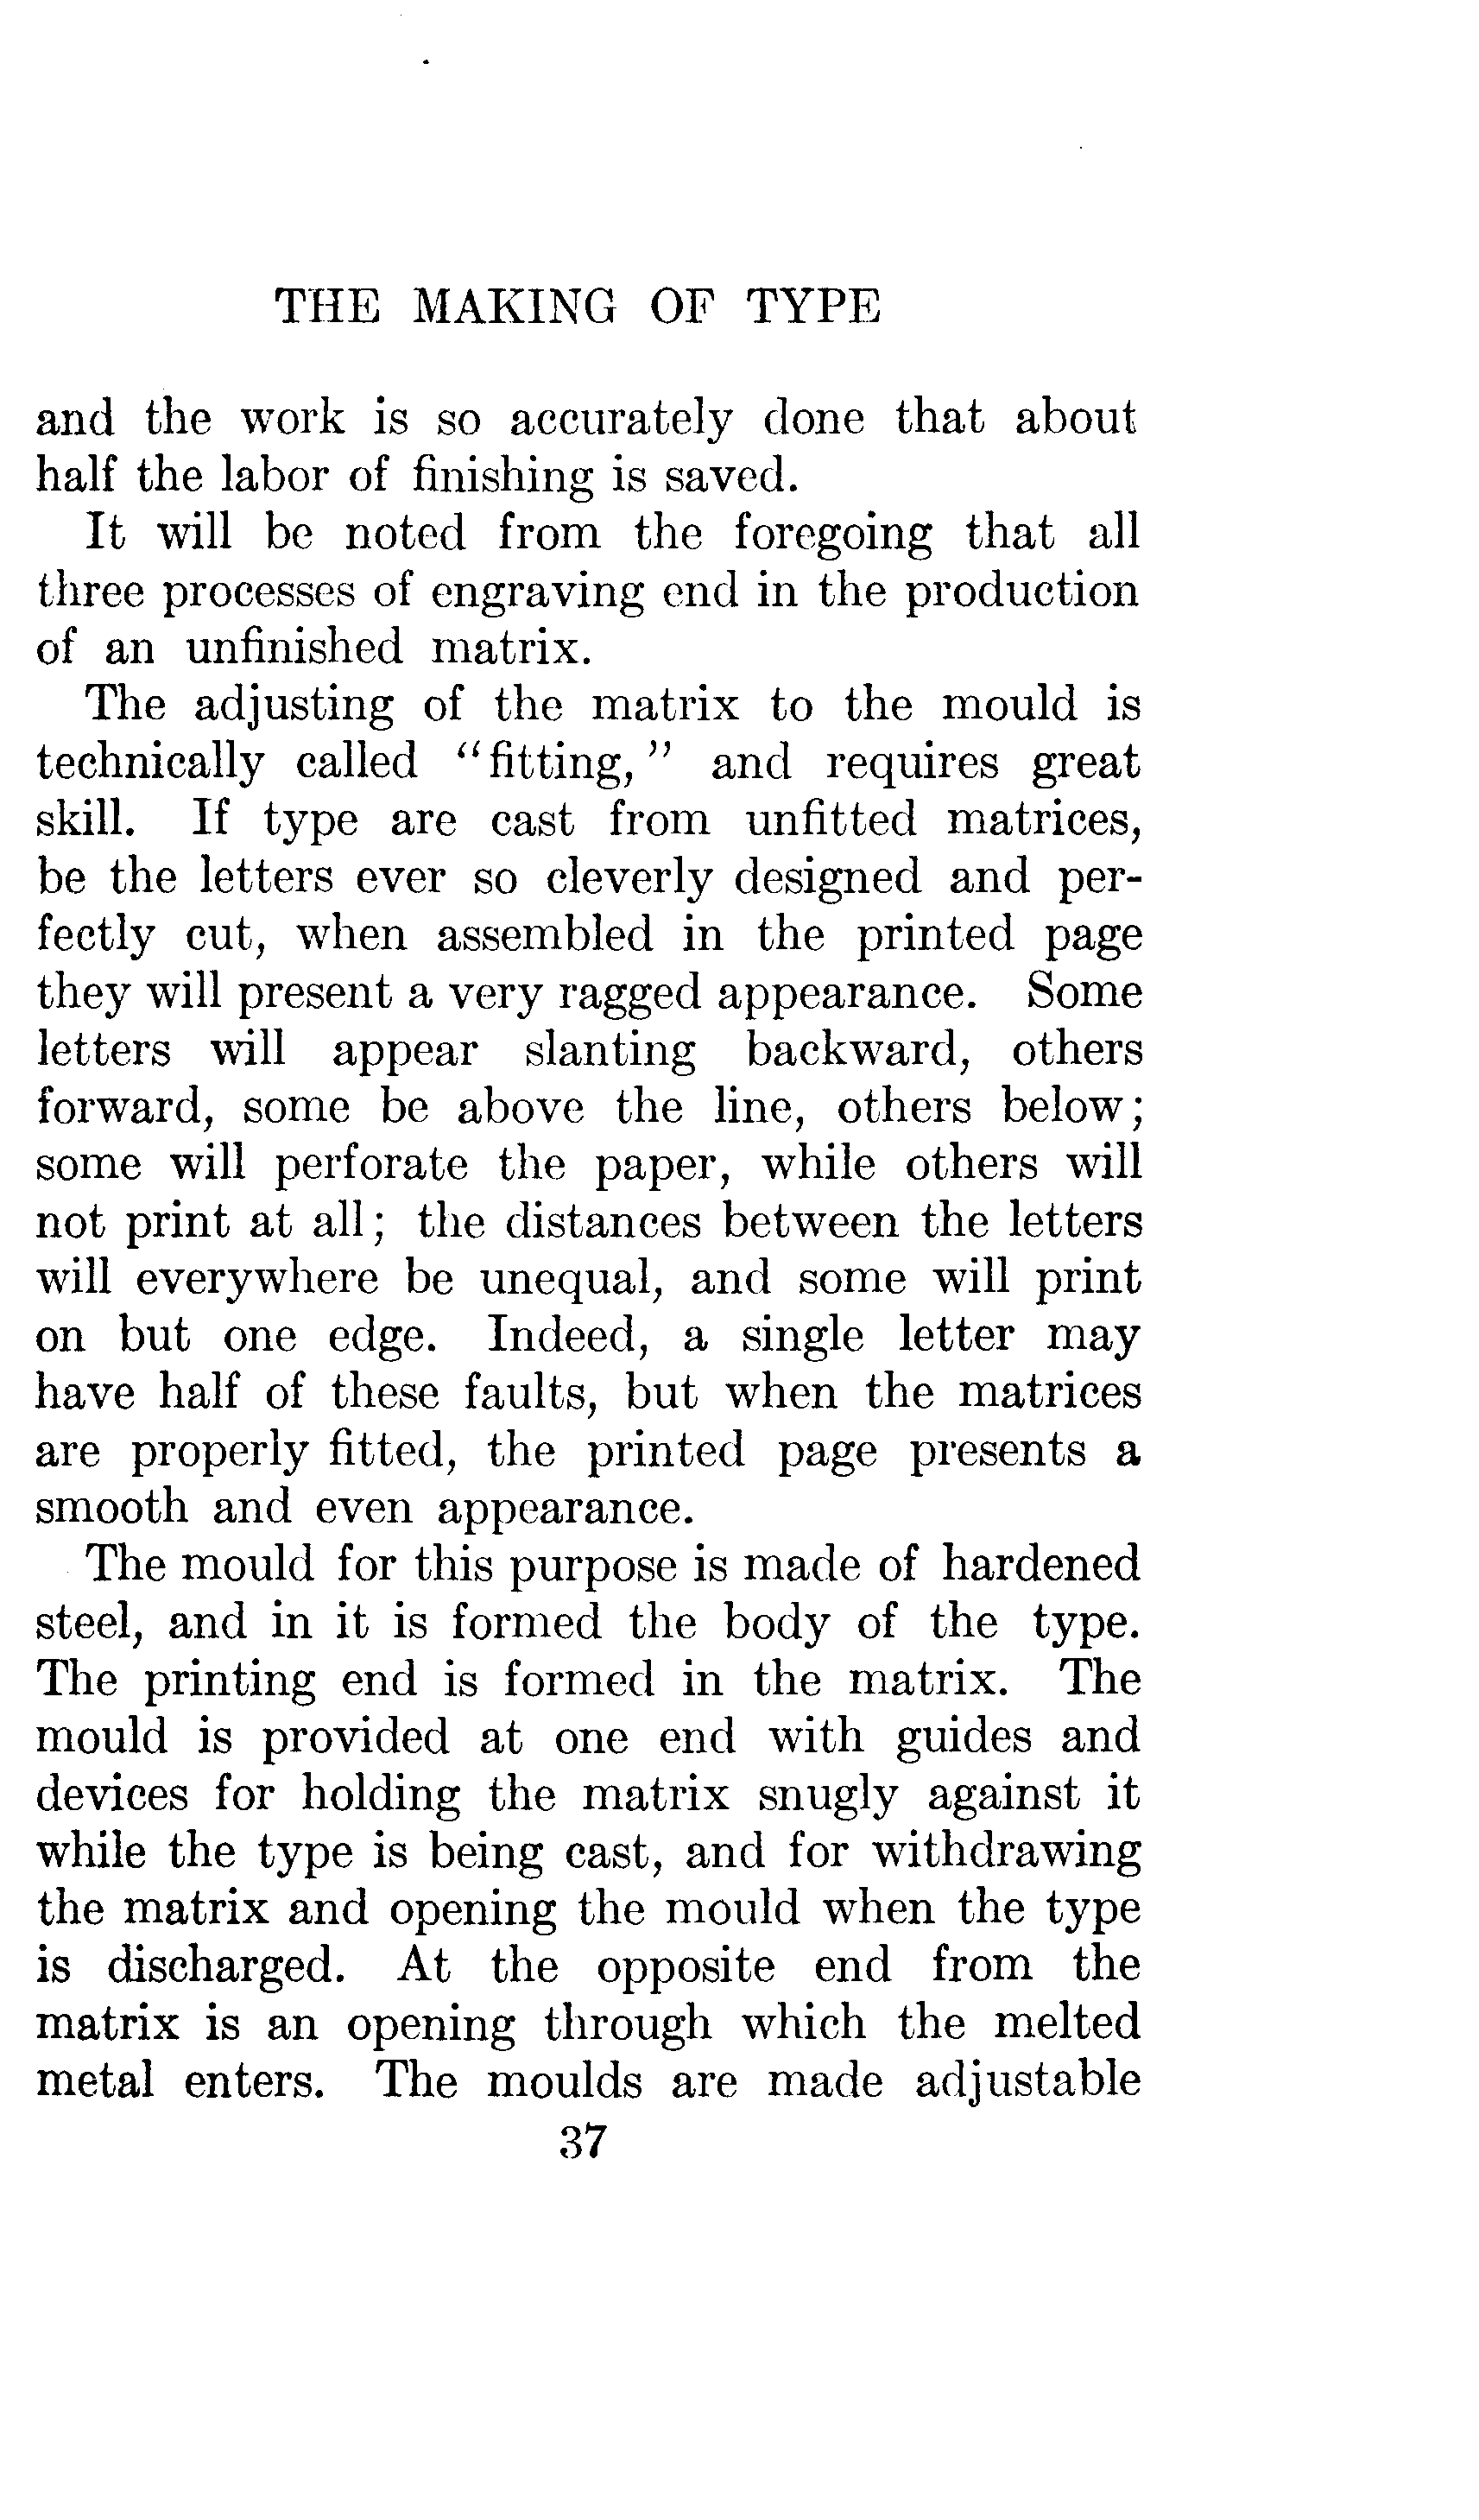 THE MAKING OF TYPE
and the work is so accurately done that about
half the labor of finishing is saved.
It will be noted from the foregoing that all
three processes of engraving end in the production
of an unfinished matrix.
The adjusting of the matrix to the mould is
technically called "fitting," and requires great
skill. If type are cast from unfitted matrices,
be the letters ever so cleverly designed and per-
fectly cut, when assembled in the printed page
they will present a very ragged appearance. Some
letters will appear slanting backward, others
forward, some be above the line, others below;
some will perforate the paper, while others will
not print at all; the distances between the letters
will everywhere be unequal, and some will print
on but one edge. Indeed, a single letter may
have half of these faults, but when the matrices
are properly fitted, the printed page presents a
smooth and even appearance.
The mould for this purpose is made of hardened
steel, and in it is formed the body of the type.
The printing end is formed in the matrix. The
mould is provided at one end with guides and
devices for holding the matrix snugly against it
while the type is being cast, and for withdrawing
the matrix and opening the mould when the type
is discharged. At the opposite end from the
matrix is an opening through which the melted
metal enters. The moulds are made adjustable
37